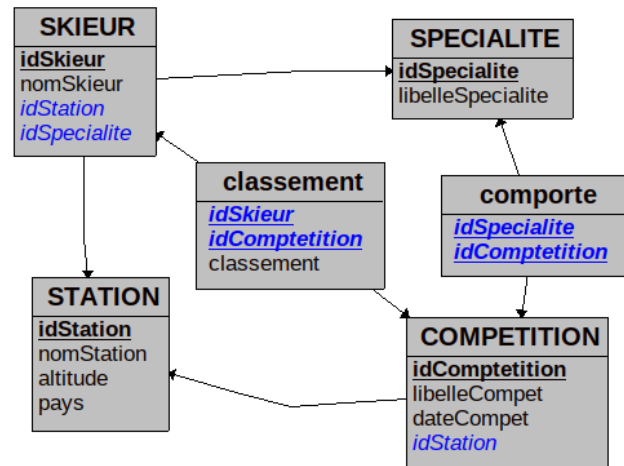 SKIEUR
idSkieur
nomSkieur
idStation
idSpecialite
SPECIALITE
idSpecialite
libelleSpecialite
classement
idSkieur
idComptetition
classement
comporte
idSpecialite
idComptetition
STATION
idStation
nomStation
altitude
pays
COMPETITION
idComptetition
libelleCompet
dateCompet
idStation